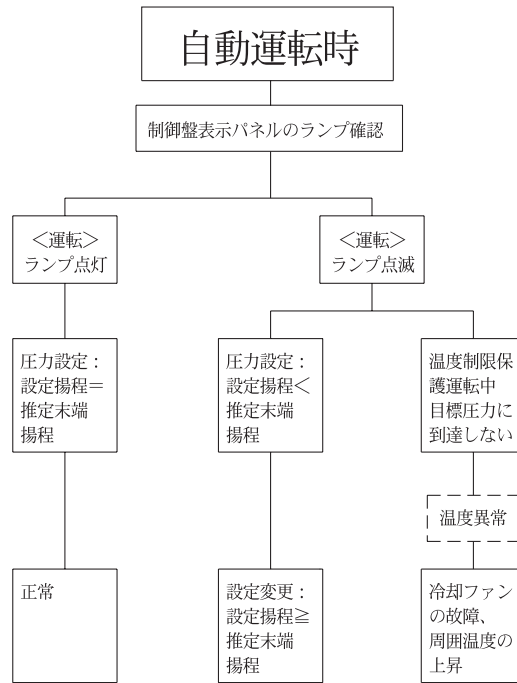 自動運転時
制御盤表示パネルのランプ確認
＜運転＞
ランプ点灯
＜運転＞
ランプ点滅
圧力設定：
設定揚程＝
推定末端
揚程
圧力設定：
設定揚程＜
推定末端
揚程
温度制限保
護運転中
目標圧力に
到達しない
温度異常
正常
設定変更：
設定揚程≧
推定末端
揚程
冷却ファン
の故障、
周囲温度の
上昇